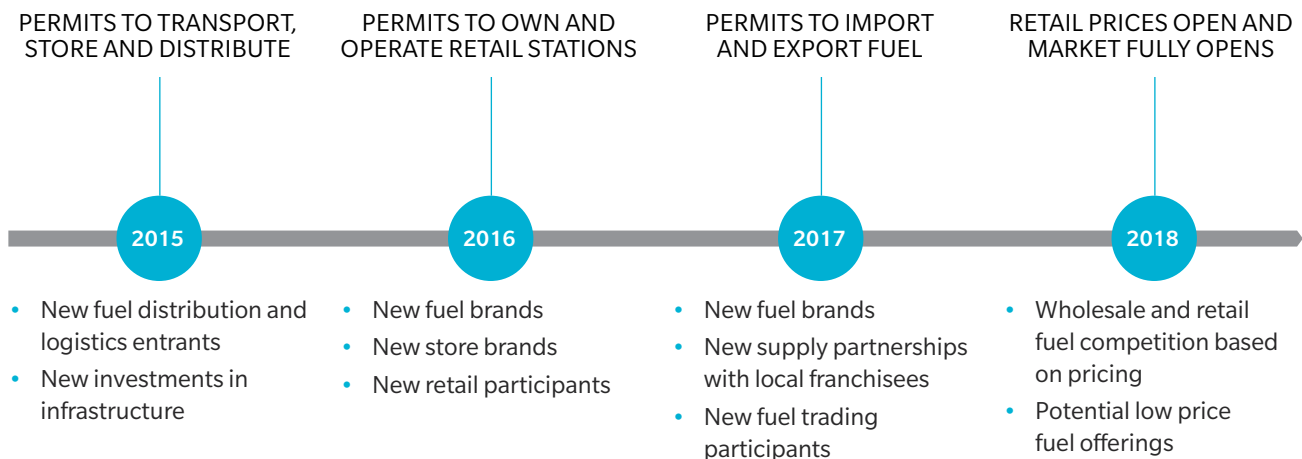 PERMITS TO TRANSPORT,
STORE AND DISTRIBUTE
PERMITS TO OWN AND
OPERATE RETAIL STATIONS
PERMITS TO IMPORT
AND EXPORT FUEL
RETAIL PRICES OPEN AND
MARKET FULLY OPENS
2015
2016
2017
2018
• New fuel distribution and
logistics entrants
• New investments in
infrastructure
• New fuel brands
• New store brands
• New retail participants
• New fuel brands
• New supply partnerships
with local franchisees
• New fuel trading
participants
• Wholesale and retail
fuel competition based
on pricing
• Potential low price
fuel offerings